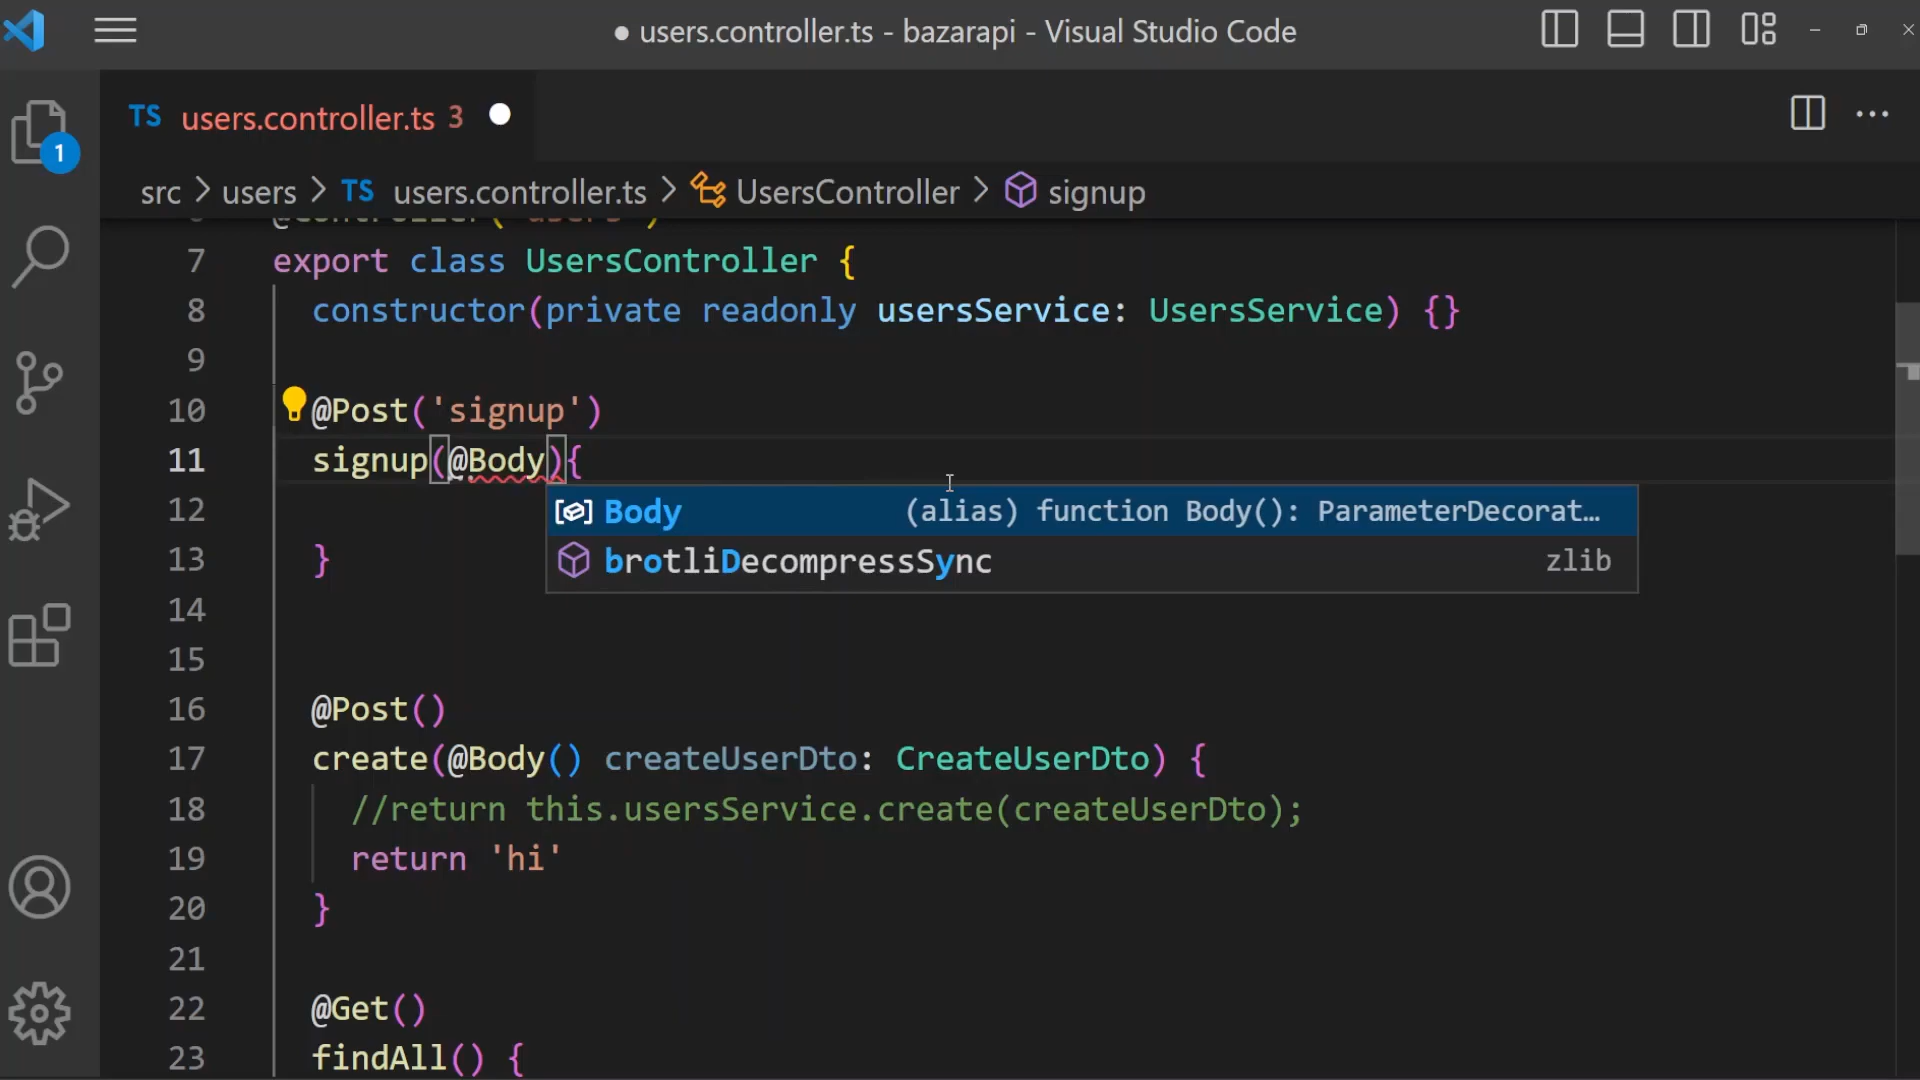 ● users.controller.ts - bazarapi - Visual Studio Code
TS users.controller.ts 3
1
src > users > TS users.controller.ts > UsersController > signup
7 export class UsersController {
8 constructor(private readonly usersService: UsersService) {}
9
10 @Post('signup')
11 signup(@Body){
Body (alias) function Body(): ParameterDecorat…
12
brotliDecompressSync zlib
13 }
14
15
16 @Post()
17 create(@Body() createUserDto: CreateUserDto) {
18 //return this.usersService.create(createUserDto);
19 return 'hi'
20 }
21
22 @Get()
23 findAll() {